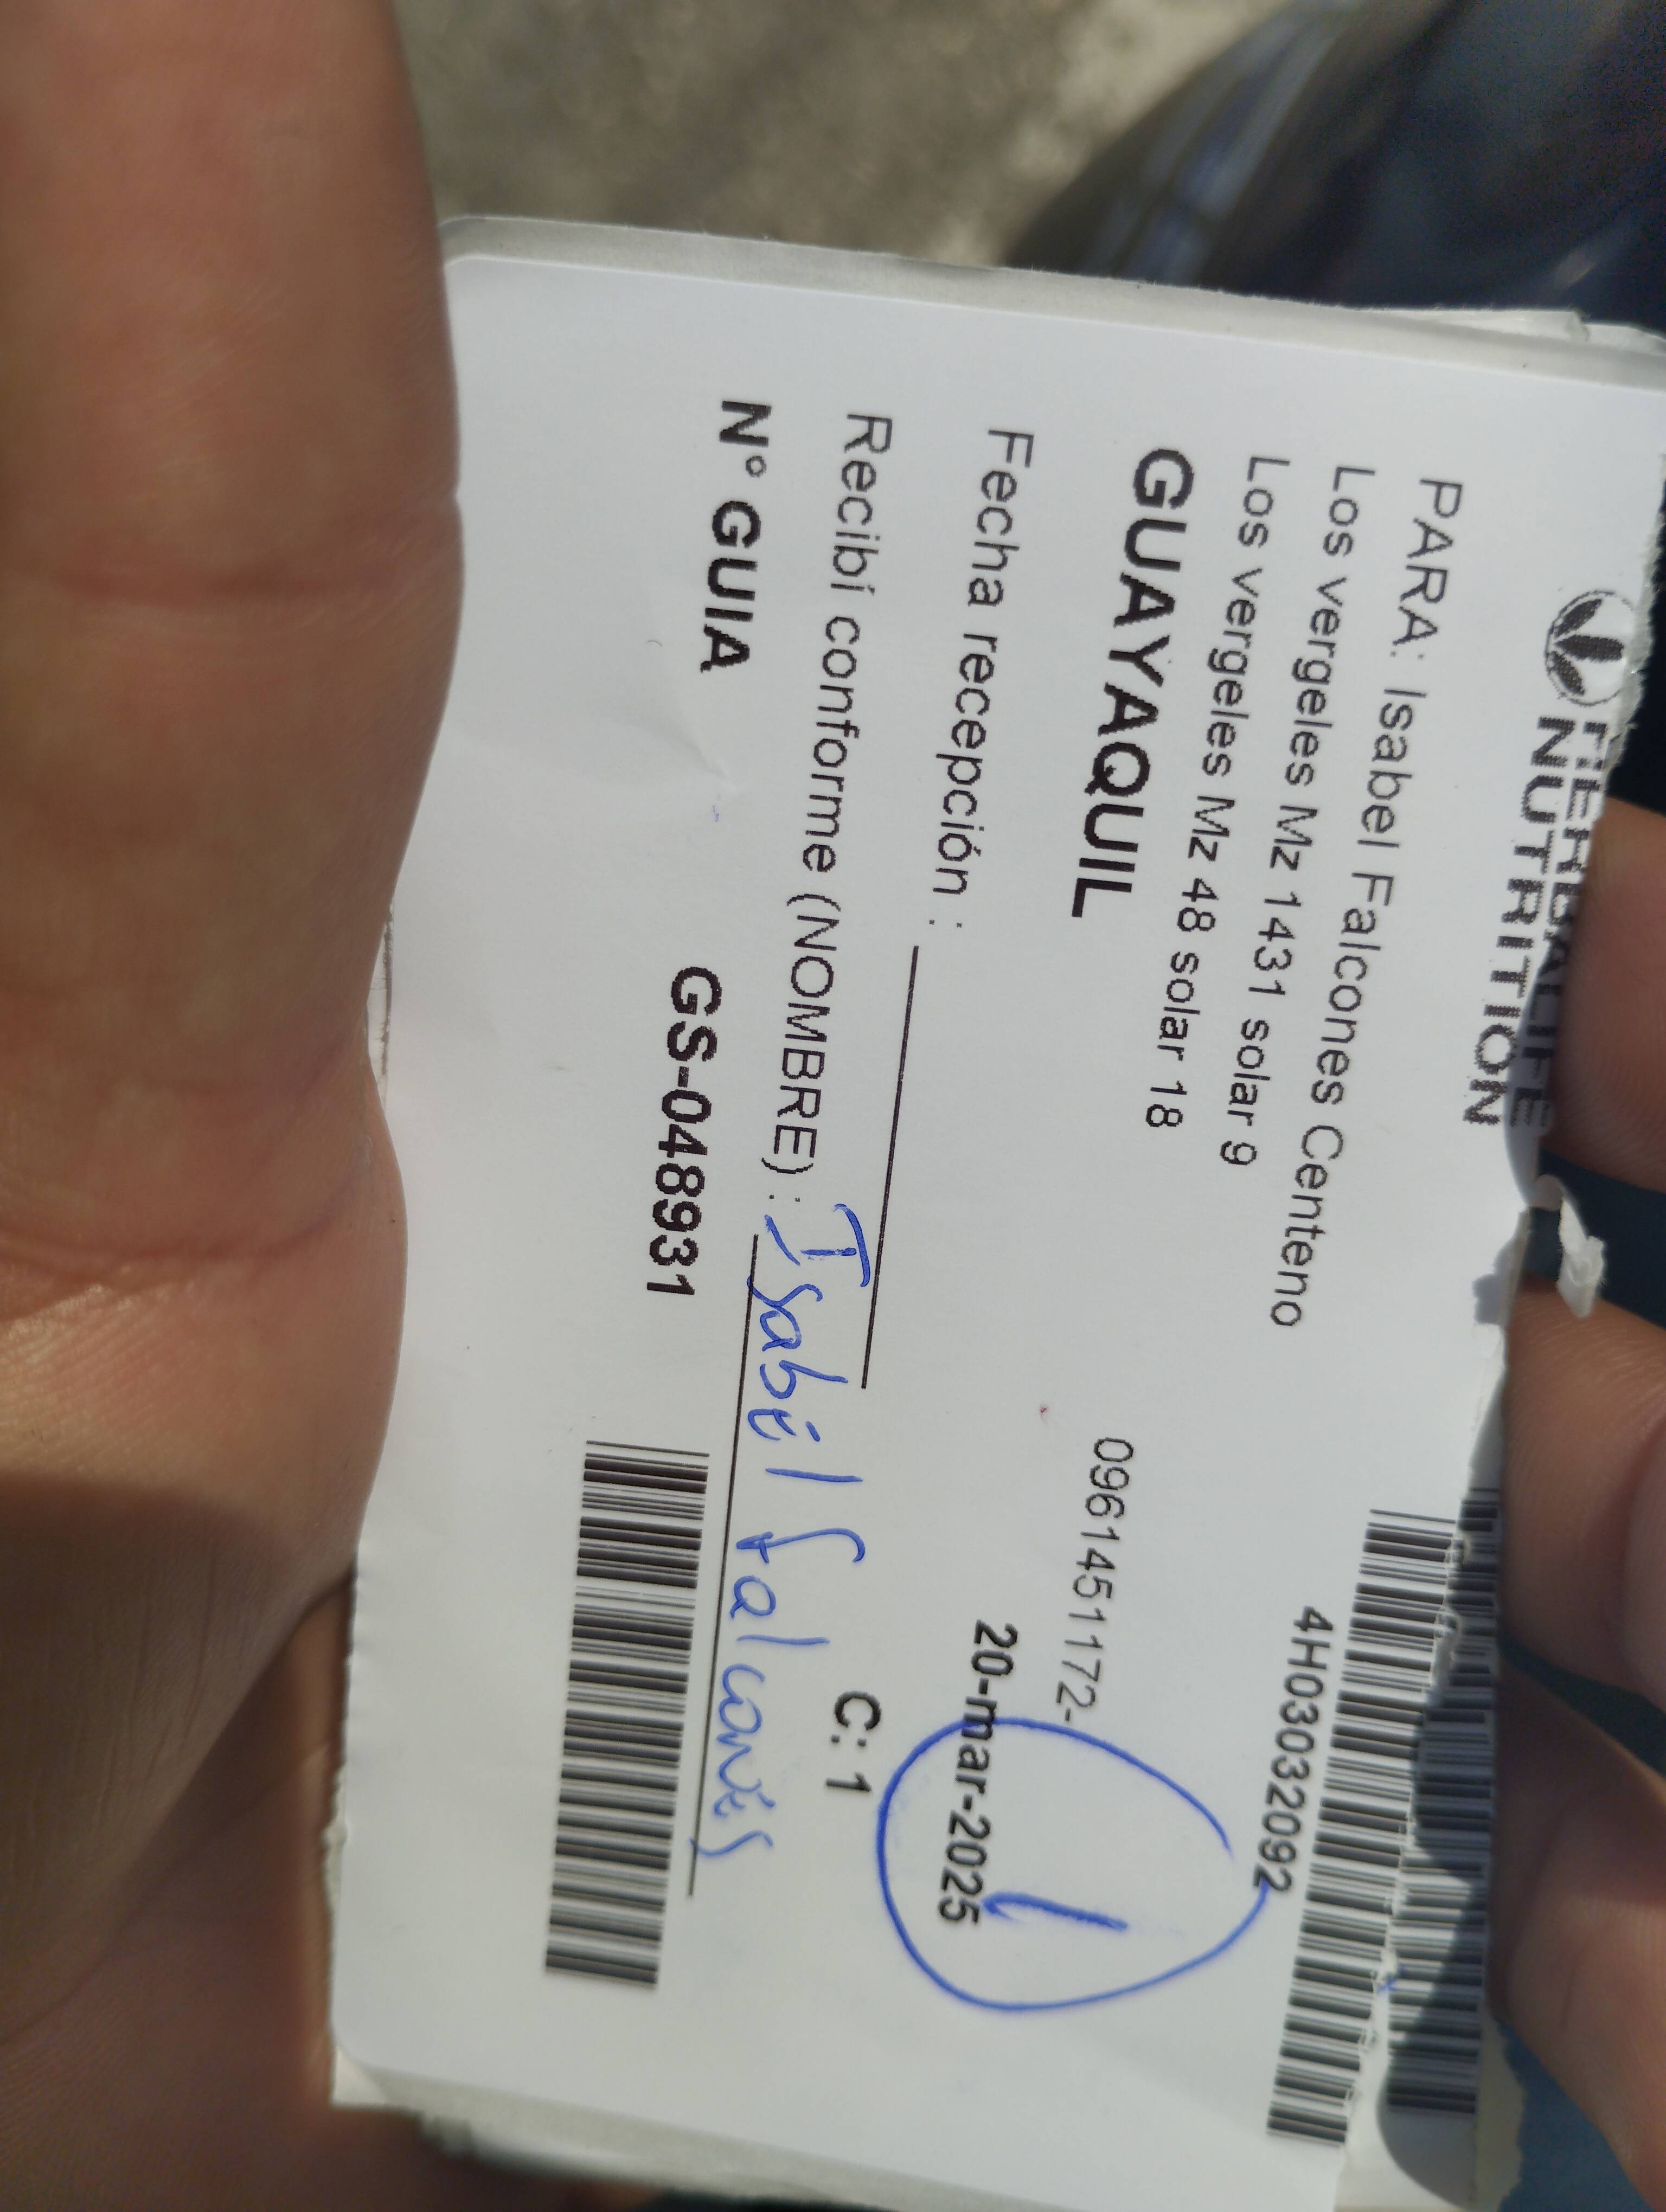 HERBALIFE
NUTRITION
4H03032092
PARA: Isabel Falcones Centeno
Los vergeles Mz 1431 solar 9
Los vergeles Mz 48 solar 18
GUAYAQUIL
0961451172-
1
20-mar-2025
Fecha recepción :
C: 1
Recibí conforme (NOMBRE): Isabel falcones
N° GUIA GS-048931